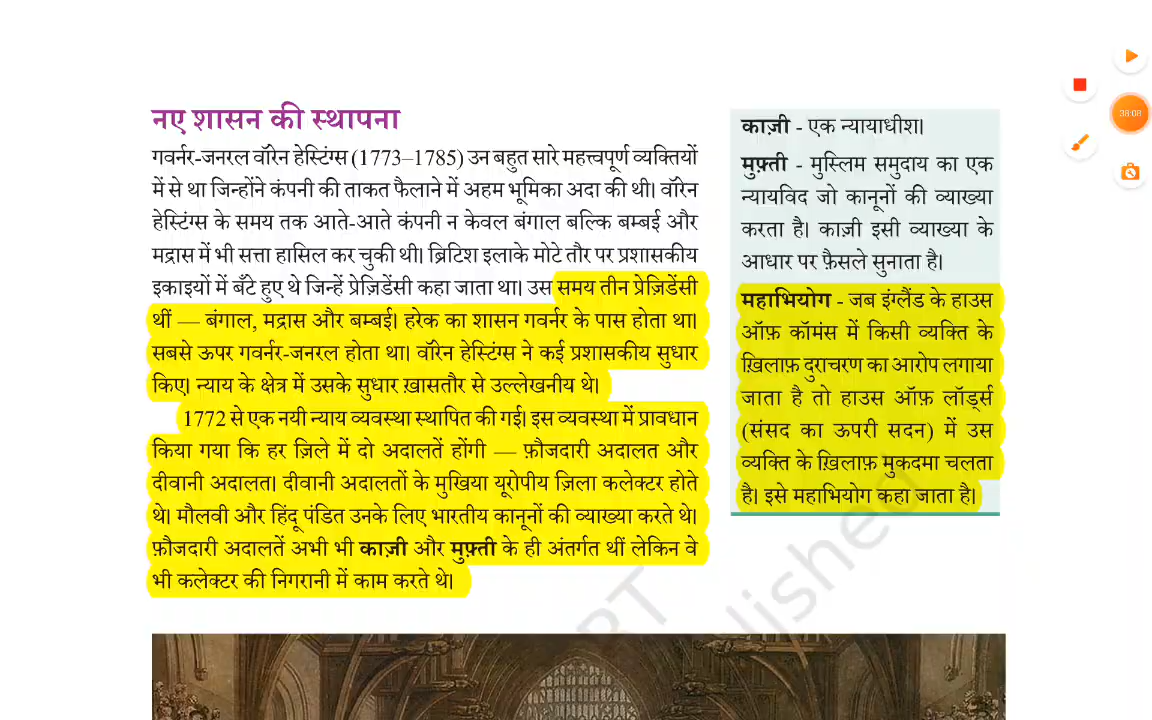 नए शासन की स्थापना
गवर्नर-जनरल वॉरेन हेस्टिंग्स (1773–1785) उन बहुत सारे महत्त्वपूर्ण व्यक्तियों
में से था जिन्होंने कंपनी की ताकत फैलाने में अहम भूमिका अदा की थी। वॉरेन
हेस्टिंग्स के समय तक आते-आते कंपनी न केवल बंगाल बल्कि बम्बई और
मद्रास में भी सत्ता हासिल कर चुकी थी। ब्रिटिश इलाके मोटे तौर पर प्रशासकीय
इकाइयों में बँटे हुए थे जिन्हें प्रेज़िडेंसी कहा जाता था। उस समय तीन प्रेज़िडेंसी
थीं — बंगाल, मद्रास और बम्बई। हरेक का शासन गवर्नर के पास होता था।
सबसे ऊपर गवर्नर-जनरल होता था। वॉरेन हेस्टिंग्स ने कई प्रशासकीय सुधार
किए। न्याय के क्षेत्र में उसके सुधार ख़ासतौर से उल्लेखनीय थे।
1772 से एक नयी न्याय व्यवस्था स्थापित की गई। इस व्यवस्था में प्रावधान
किया गया कि हर ज़िले में दो अदालतें होंगी — फ़ौजदारी अदालत और
दीवानी अदालत। दीवानी अदालतों के मुखिया यूरोपीय ज़िला कलेक्टर होते
थे। मौलवी और हिंदू पंडित उनके लिए भारतीय कानूनों की व्याख्या करते थे।
फ़ौजदारी अदालतें अभी भी काज़ी और मुफ़्ती के ही अंतर्गत थीं लेकिन वे
भी कलेक्टर की निगरानी में काम करते थे।
काज़ी - एक न्यायाधीश।
मुफ़्ती - मुस्लिम समुदाय का एक
न्यायविद जो कानूनों की व्याख्या
करता है। काज़ी इसी व्याख्या के
आधार पर फ़ैसले सुनाता है।
महाभियोग - जब इंग्लैंड के हाउस
ऑफ़ कॉमंस में किसी व्यक्ति के
ख़िलाफ़ दुराचरण का आरोप लगाया
जाता है तो हाउस ऑफ़ लॉर्ड्स
(संसद का ऊपरी सदन) में उस
व्यक्ति के ख़िलाफ़ मुकदमा चलता
है। इसे महाभियोग कहा जाता है।
38:08